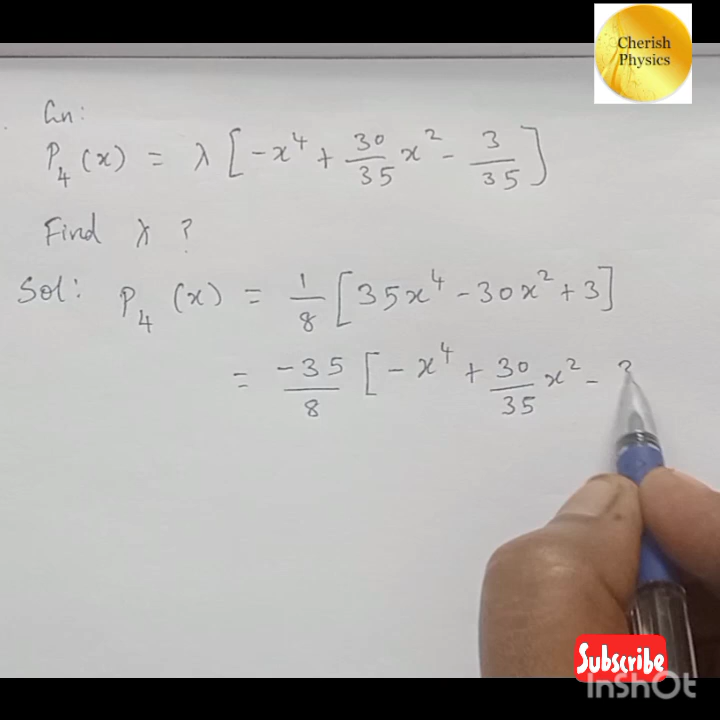 Cherish
Physics
Gn:
P₄(x) = λ [-x⁴ + 30/35 x² - 3/35]
Find λ ?
Sol: P₄(x) = 1/8 [35x⁴ - 30x² + 3]
= -35/8 [-x⁴ + 30/35 x² -
Subscribe
InShOt